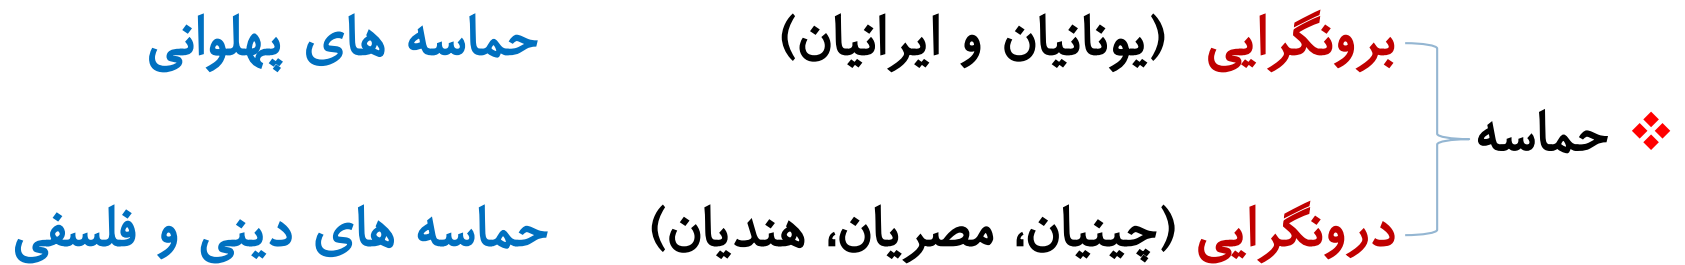 برونگرایی (یونانیان و ایرانیان) حماسه های پهلوانی
حماسه
درونگرایی (چینیان، مصریان، هندیان) حماسه های دینی و فلسفی